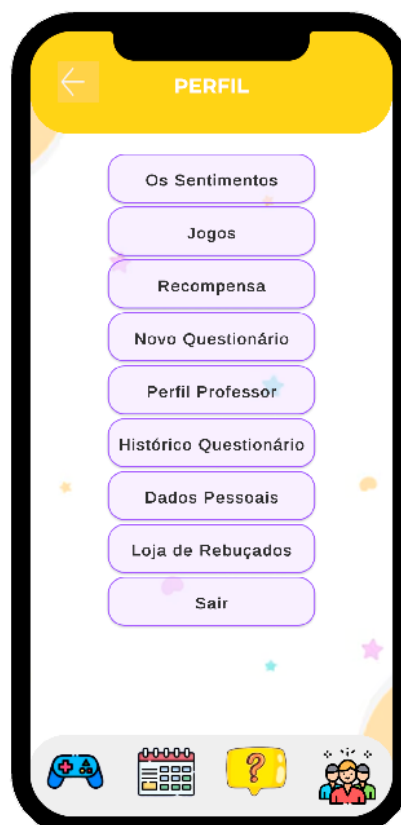 PERFIL
Os Sentimentos
Jogos
Recompensa
Novo Questionário
Perfil Professor
Histórico Questionário
Dados Pessoais
Loja de Rebuçados
Sair
?